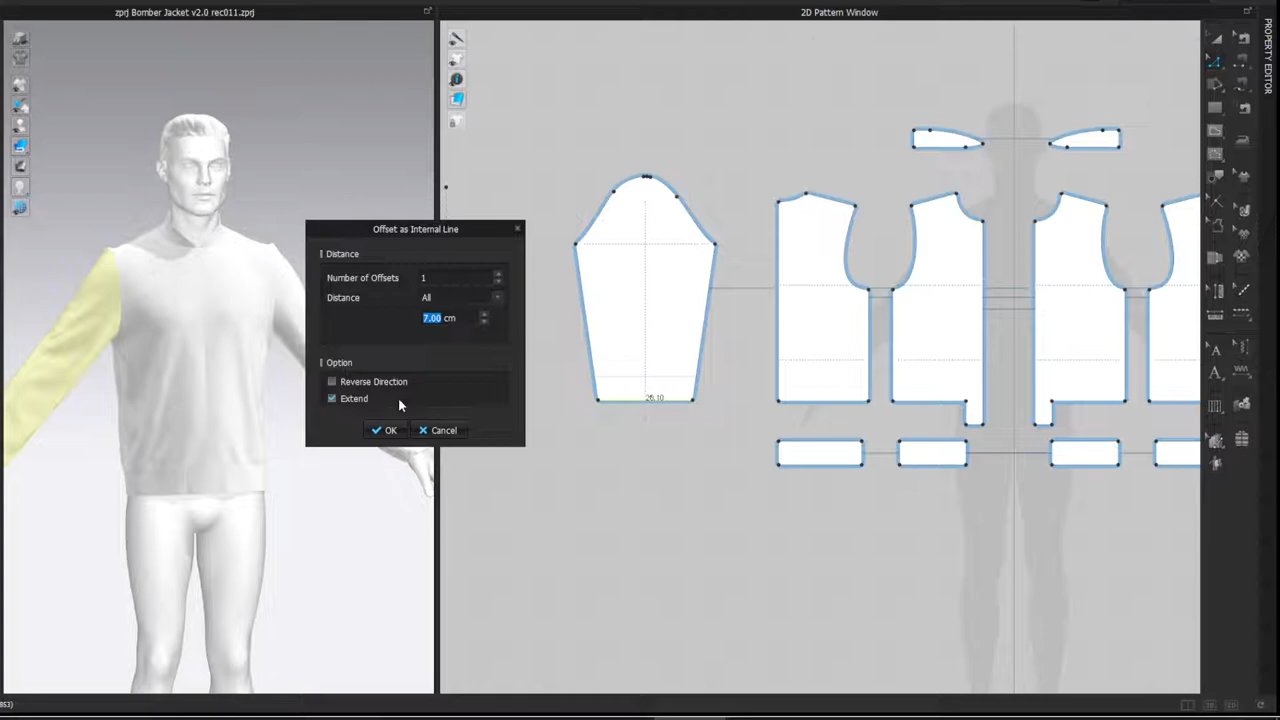 zprj Bomber Jacket v2.0 rec011.zprj
2D Pattern Window
PROPERTY EDITOR
Offset as Internal Line
Distance
Number of Offsets 1
Distance All
7.00 cm
Option
Reverse Direction
Extend
OK Cancel
A
A
853)